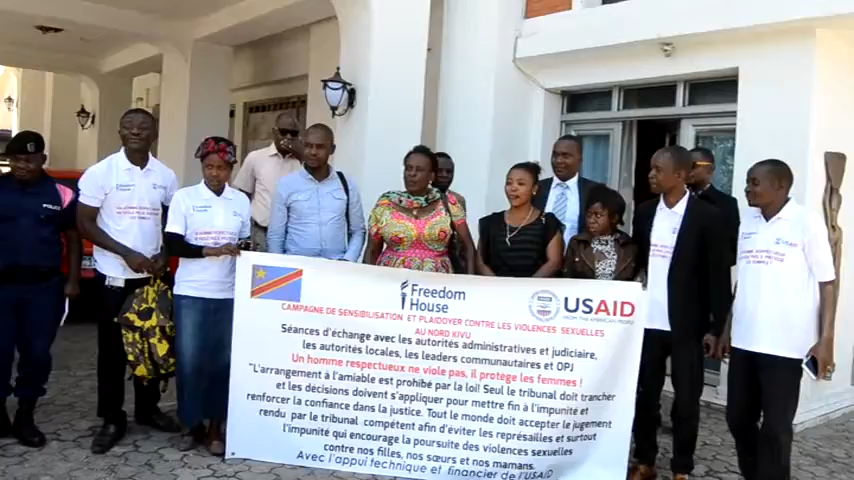 POLICE
Freedom
House
USAID
FROM THE AMERICAN PEOPLE
CAMPAGNE DE SENSIBILISATION ET PLAIDOYER CONTRE LES VIOLENCES SEXUELLES
AU NORD KIVU
Séances d'échange avec les autorités administratives et judiciaire,
les autorités locales, les leaders communautaires et OPJ
Un homme respectueux ne viole pas, il protège les femmes !
"L'arrangement à l'amiable est prohibé par la loi! Seul le tribunal doit trancher
et les décisions doivent s'appliquer pour mettre fin à l'impunité et
renforcer la confiance dans la justice. Tout le monde doit accepter le jugement
rendu par le tribunal compétent afin d'éviter les représailles et surtout
l'impunité qui encourage la poursuite des violences sexuelles
contre nos filles, nos sœurs et nos mamans.
Avec l'appui technique et financier de l'USAID